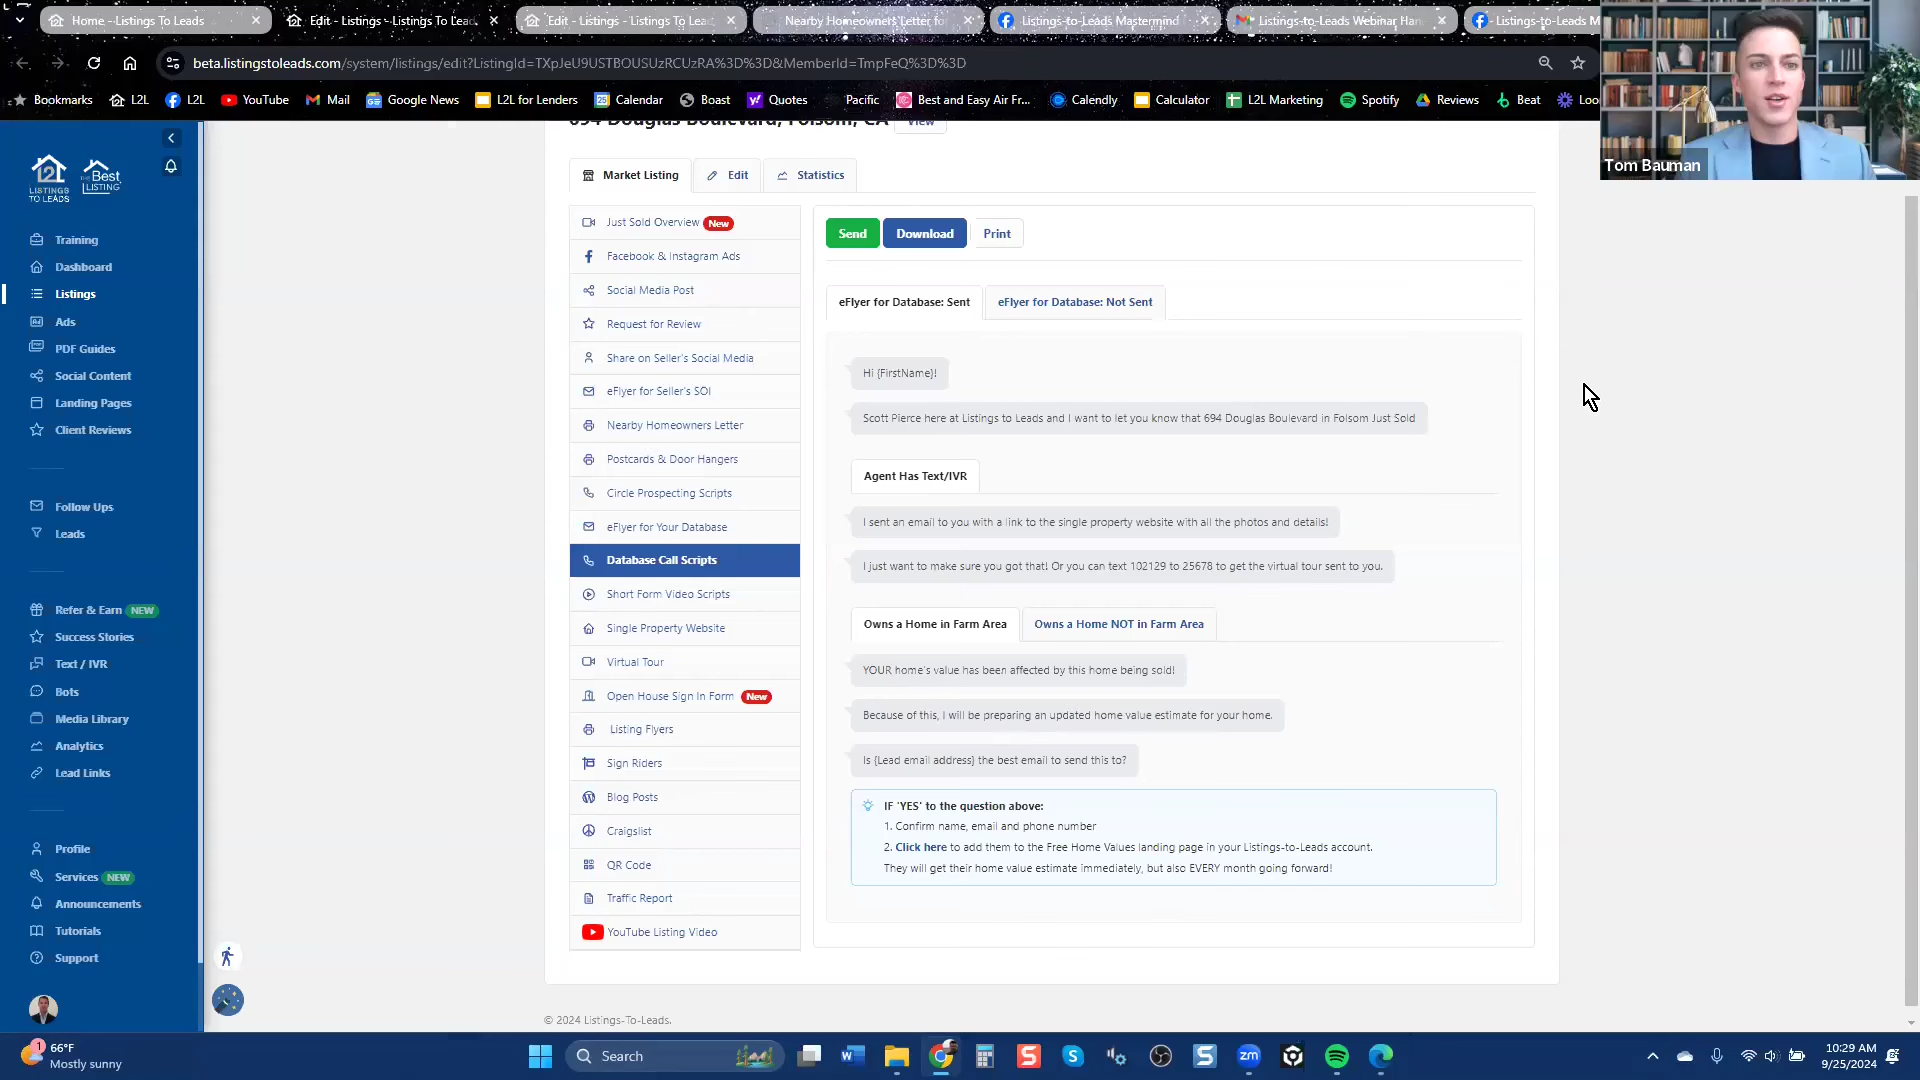 Home - Listings To Leads
Edit - Listings - Listings To Lead
Edit - Listings - Listings To Lead
Nearby Homeowners Letter for
Listings-to-Leads Mastermind
Listings-to-Leads Webinar Han
Listings-to-Leads M
beta.listingstoleads.com/system/listings/edit?ListingId=TXpJeU9USTBOUSUzRCUzRA%3D%3D&MemberId=TmpFeQ%3D%3D
Bookmarks
L2L
L2L
YouTube
Mail
Google News
L2L for Lenders
Calendar
Boast
Quotes
Pacific
Best and Easy Air Fr...
Calendly
Calculator
L2L Marketing
Spotify
Reviews
Beat
Loo
Tom Bauman
L2L
LISTINGS
TO LEADS
THE Best
LISTING
Training
Dashboard
Listings
Ads
PDF Guides
Social Content
Landing Pages
Client Reviews
Follow Ups
Leads
Refer & Earn NEW
Success Stories
Text / IVR
Bots
Media Library
Analytics
Lead Links
Profile
Services NEW
Announcements
Tutorials
Support
694 Douglas Boulevard, Folsom, CA
View
Market Listing
Edit
Statistics
Just Sold Overview New
Facebook & Instagram Ads
Social Media Post
Request for Review
Share on Seller's Social Media
eFlyer for Seller's SOI
Nearby Homeowners Letter
Postcards & Door Hangers
Circle Prospecting Scripts
eFlyer for Your Database
Database Call Scripts
Short Form Video Scripts
Single Property Website
Virtual Tour
Open House Sign In Form New
Listing Flyers
Sign Riders
Blog Posts
Craigslist
QR Code
Traffic Report
YouTube Listing Video
Send
Download
Print
eFlyer for Database: Sent
eFlyer for Database: Not Sent
Hi {FirstName}!
Scott Pierce here at Listings to Leads and I want to let you know that 694 Douglas Boulevard in Folsom Just Sold
Agent Has Text/IVR
I sent an email to you with a link to the single property website with all the photos and details!
I just want to make sure you got that! Or you can text 102129 to 25678 to get the virtual tour sent to you.
Owns a Home in Farm Area
Owns a Home NOT in Farm Area
YOUR home's value has been affected by this home being sold!
Because of this, I will be preparing an updated home value estimate for your home.
Is {Lead email address} the best email to send this to?
IF 'YES' to the question above:
1. Confirm name, email and phone number
2. Click here to add them to the Free Home Values landing page in your Listings-to-Leads account.
They will get their home value estimate immediately, but also EVERY month going forward!
© 2024 Listings-To-Leads.
1
66°F
Mostly sunny
Search
zm
10:29 AM
9/25/2024